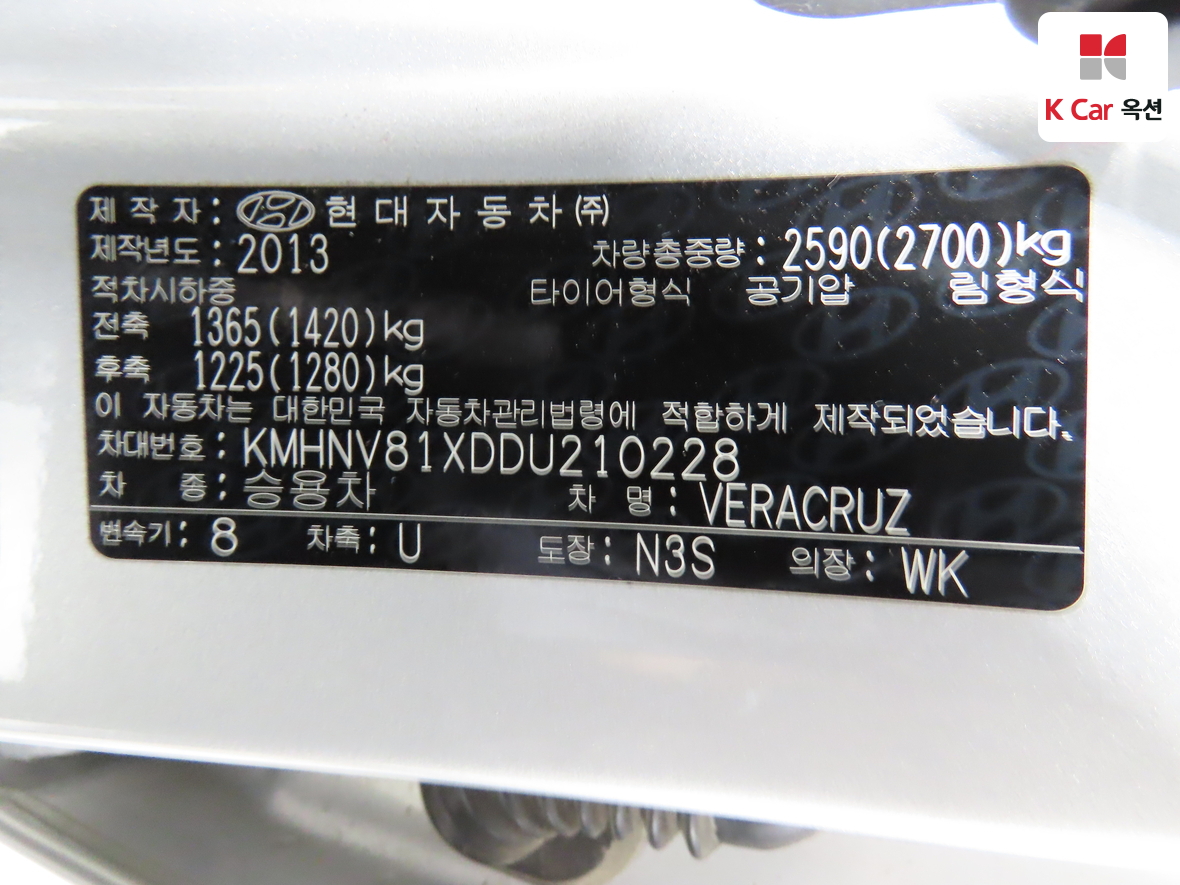 K Car 옥션
제 작 자 : 현 대 자 동 차 (주)
제작년도 : 2013 차량총중량 : 2590(2700)kg
적차시하중 타이어형식 공기압 림형식
전축 1365(1420)kg
후축 1225(1280)kg
이 자동차는 대한민국 자동차관리법령에 적합하게 제작되었습니다.
차대번호 : KMHNV81XDDU210228
차 종 : 승용차 차 명 : VERACRUZ
변속기 : 8 차축 : U 도장 : N3S 의장 : WK